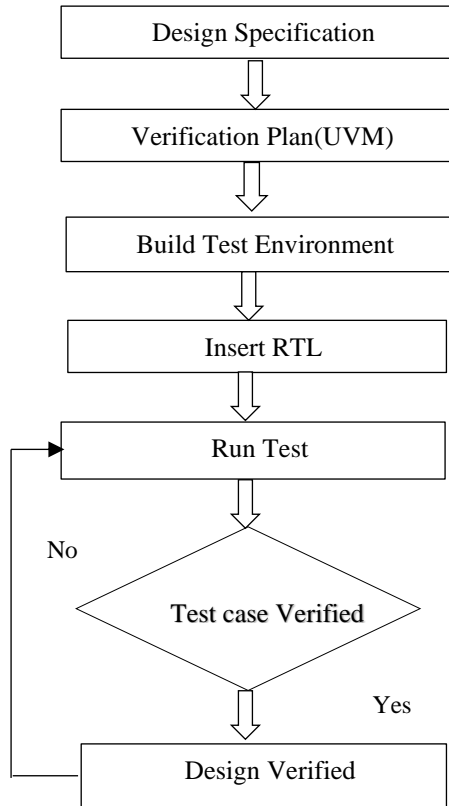 Design Specification
Verification Plan(UVM)
Build Test Environment
Insert RTL
Run Test
No
Test case Verified
Yes
Design Verified